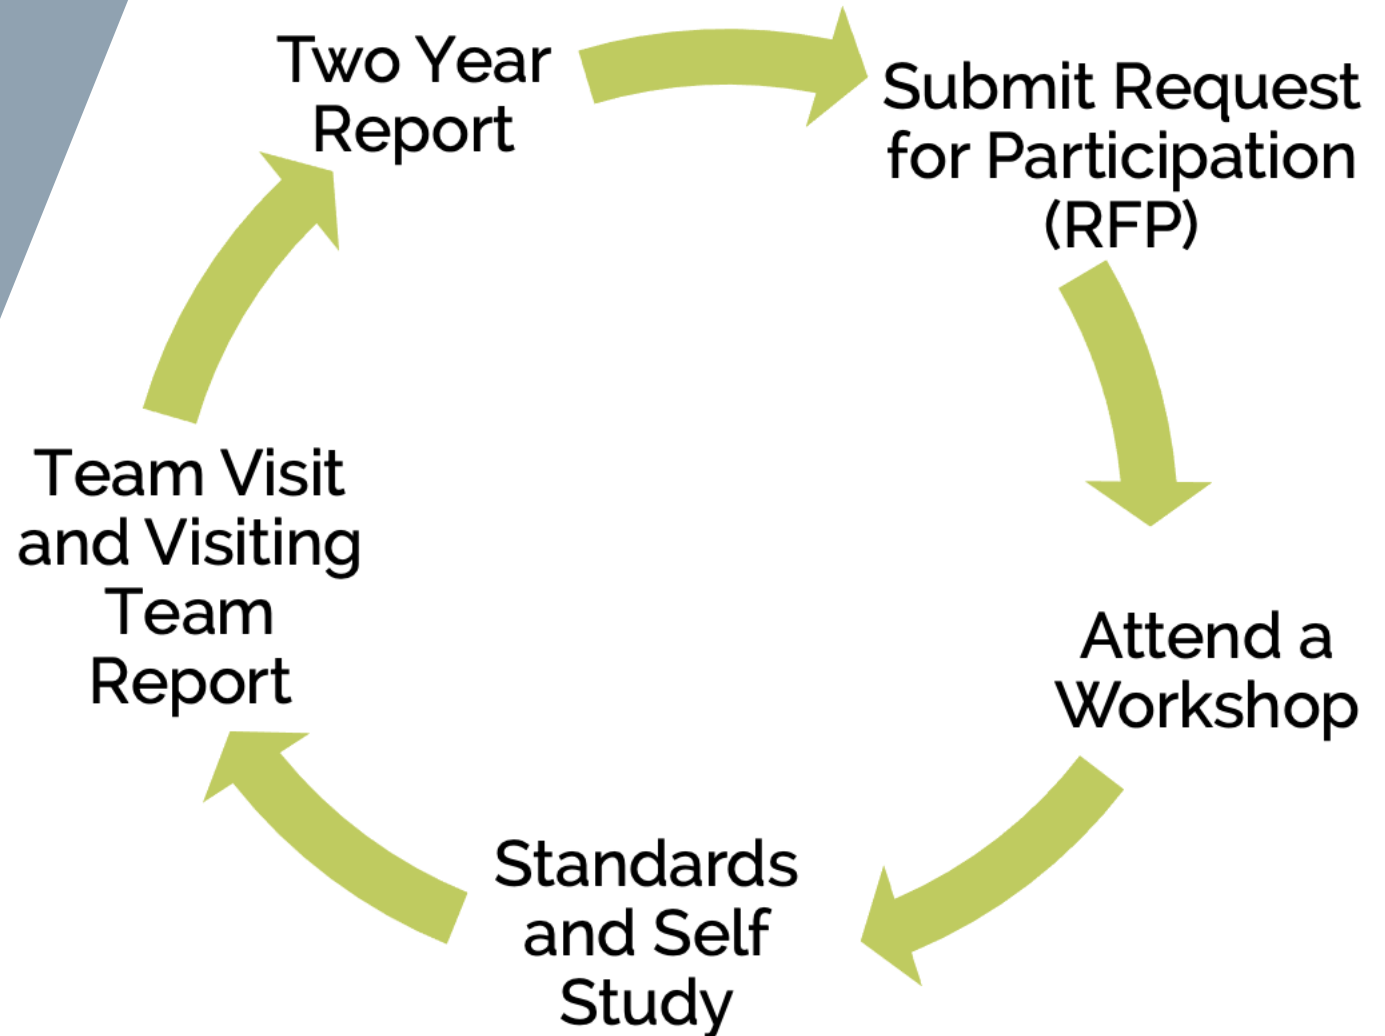 Two Year
Report
Submit Request
for Participation
(RFP)
Attend a
Workshop
Standards
and Self
Study
Team Visit
and Visiting
Team
Report